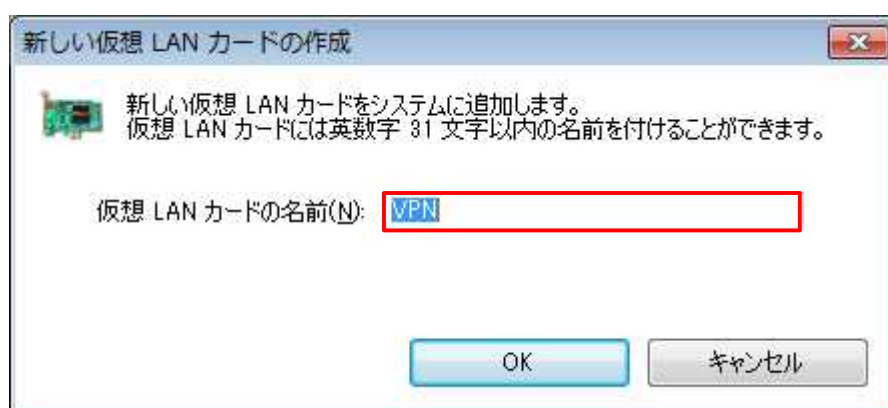 新しい仮想 LAN カードの作成
新しい仮想 LAN カードをシステムに追加します。
仮想 LAN カードには英数字 31 文字以内の名前を付けることができます。
仮想 LAN カードの名前(N): VPN
OK キャンセル